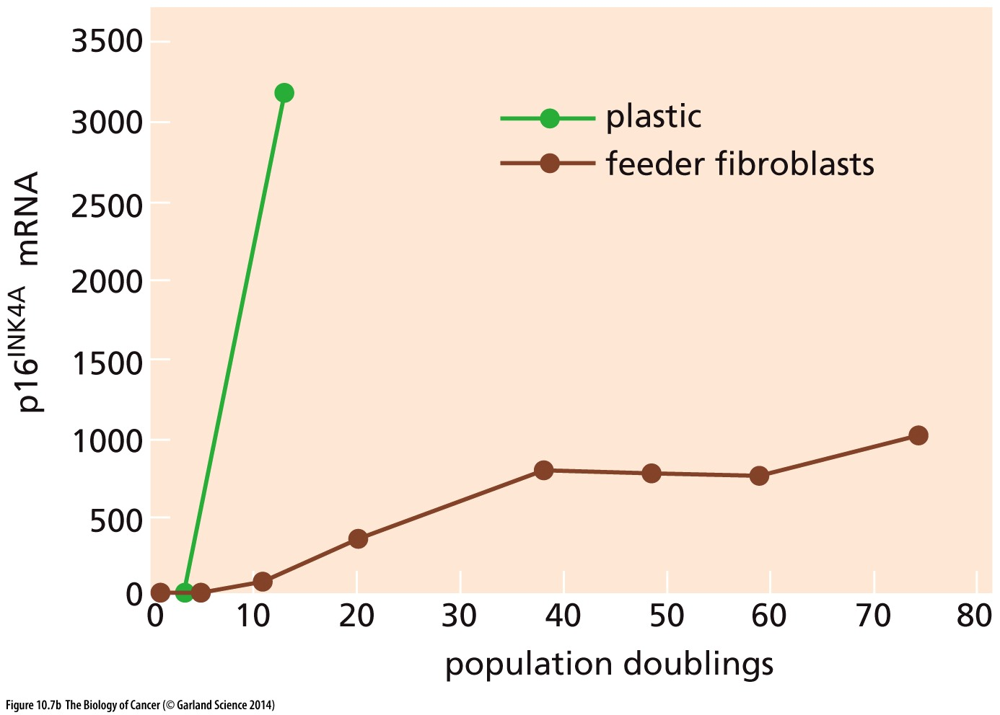 3500
3000
2500
2000
1500
1000
500
0
p16INK4A mRNA
plastic
feeder fibroblasts
0 10 20 30 40 50 60 70 80
population doublings
Figure 10.7b The Biology of Cancer (© Garland Science 2014)